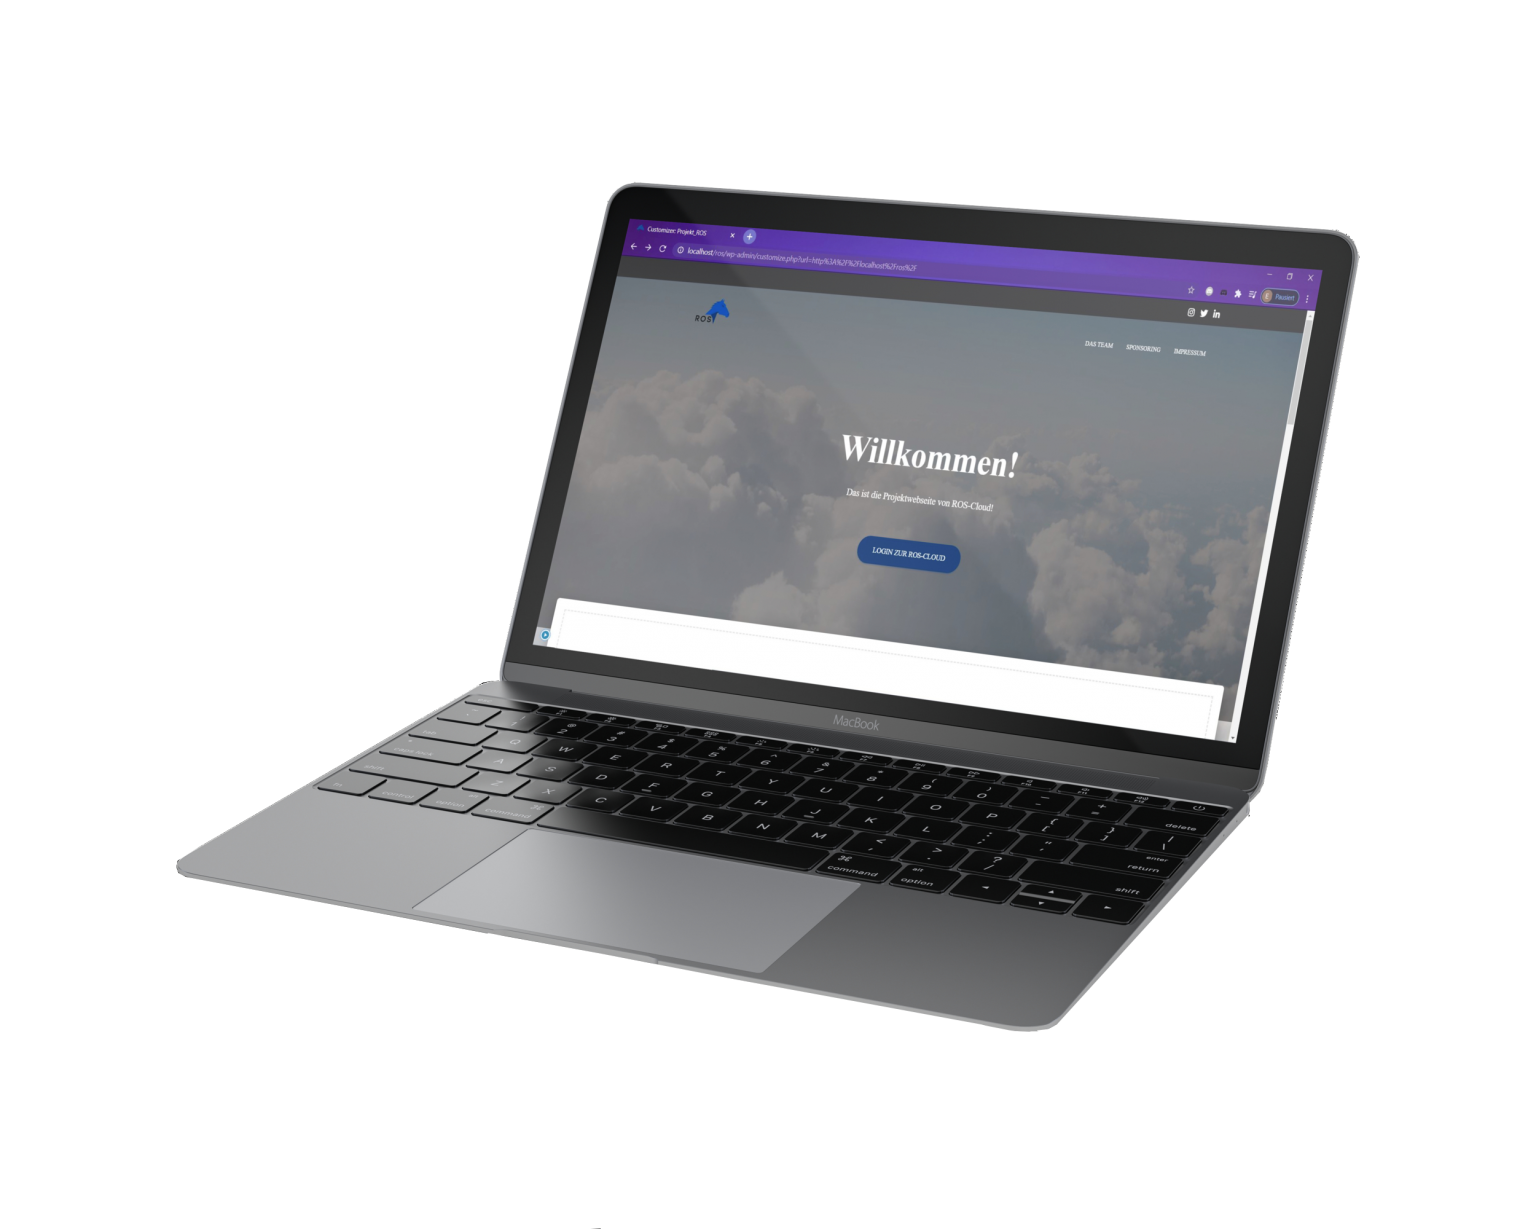 Customizer: Projekt_ROS
localhost/ros/wp-admin/customize.php?url=http%3A%2F%2Flocalhost%2Fros%2F
Pausiert
ROS
DAS TEAM SPONSORING IMPRESSUM
Willkommen!
Das ist die Projektwebseite von ROS-Cloud!
LOGIN ZUR ROS-CLOUD
MacBook
@ # $ % ^ & * ( ) — +
2 3 4 5 6 7 8 9 0 - = delete
tab Q W E R T Y U I O P { } | \
caps lock A S D F G H J K L : ; " ' enter return
shift Z X C V B N M < , > . ? / shift
fn control option ⌘ command ⌘ command alt option